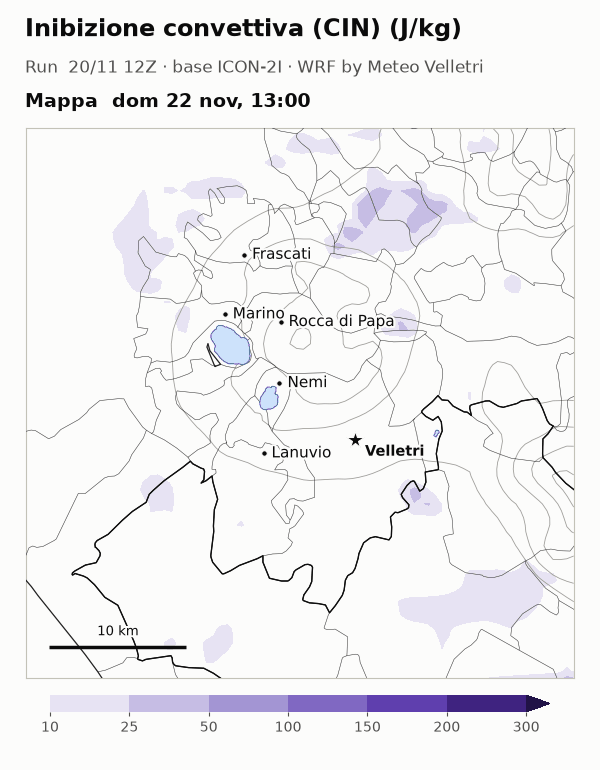 Inibizione convettiva (CIN) (J/kg)
Run  20/11 12Z · base ICON-2I · WRF by Meteo Velletri
Mappa  dom 22 nov, 13:00
Frascati
Marino
Rocca di Papa
Nemi
Lanuvio
Velletri
10 km
10 25 50 100 150 200 300